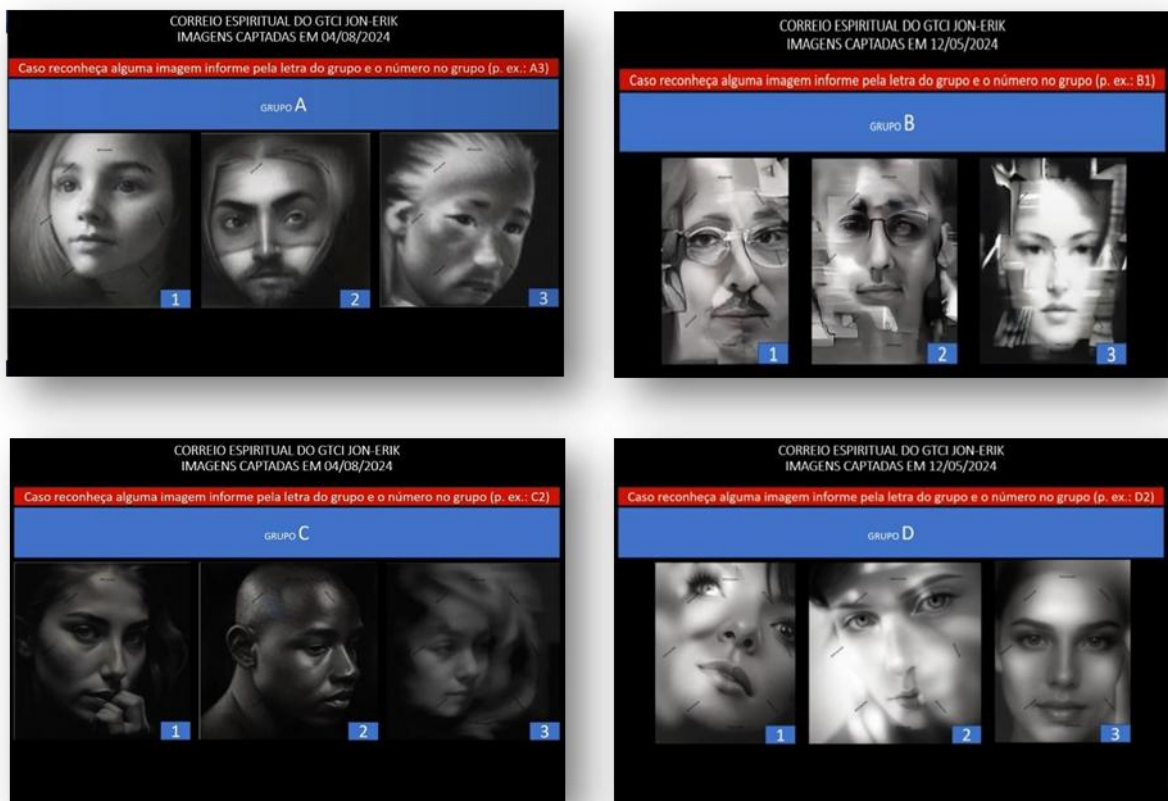 CORREIO ESPIRITUAL DO GTCI JON-ERIK
IMAGENS CAPTADAS EM 04/08/2024
Caso reconheça alguma imagem informe pela letra do grupo e o número no grupo (p. ex.: A3)
GRUPO A
1
2
3
CORREIO ESPIRITUAL DO GTCI JON-ERIK
IMAGENS CAPTADAS EM 12/05/2024
Caso reconheça alguma imagem informe pela letra do grupo e o número no grupo (p. ex.: B1)
GRUPO B
1
2
3
CORREIO ESPIRITUAL DO GTCI JON-ERIK
IMAGENS CAPTADAS EM 04/08/2024
Caso reconheça alguma imagem informe pela letra do grupo e o número no grupo (p. ex.: C2)
GRUPO C
1
2
3
CORREIO ESPIRITUAL DO GTCI JON-ERIK
IMAGENS CAPTADAS EM 12/05/2024
Caso reconheça alguma imagem informe pela letra do grupo e o número no grupo (p. ex.: D2)
GRUPO D
1
2
3